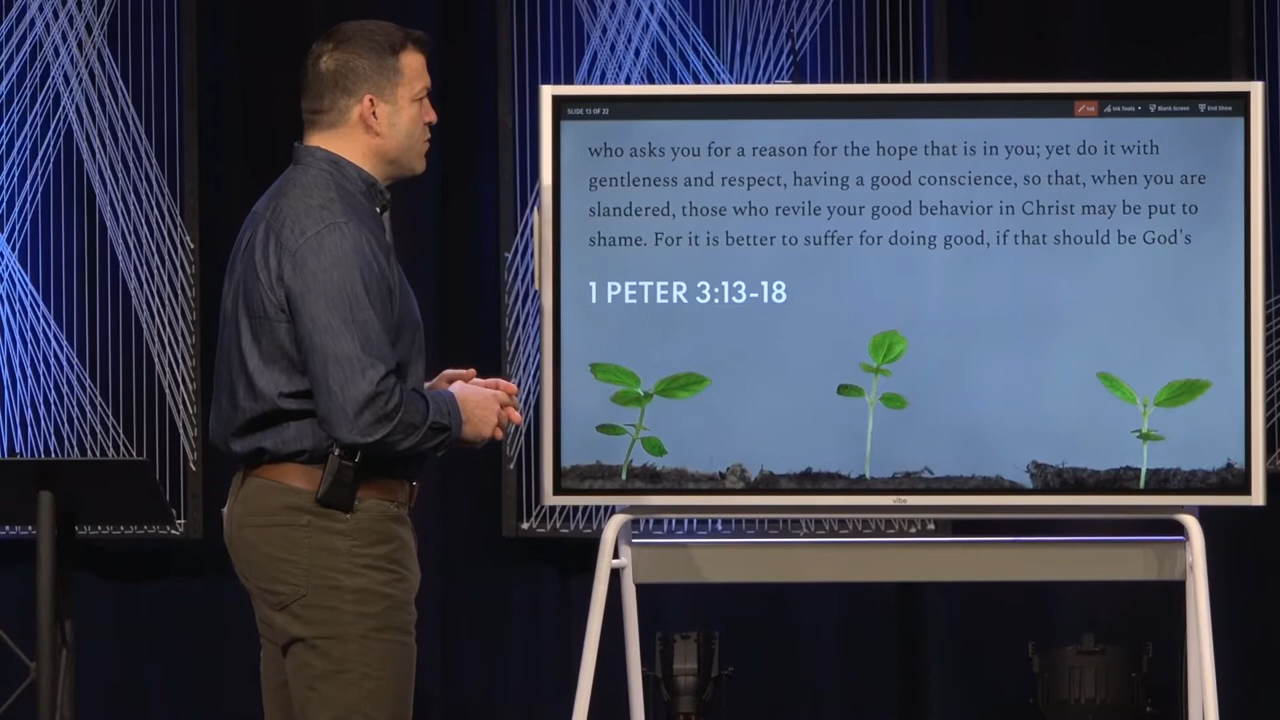 SLIDE 13 OF 22
Ink
Ink Tools
Blank Screen
End Show
who asks you for a reason for the hope that is in you; yet do it with
gentleness and respect, having a good conscience, so that, when you are
slandered, those who revile your good behavior in Christ may be put to
shame. For it is better to suffer for doing good, if that should be God's
1 PETER 3:13-18
vibe